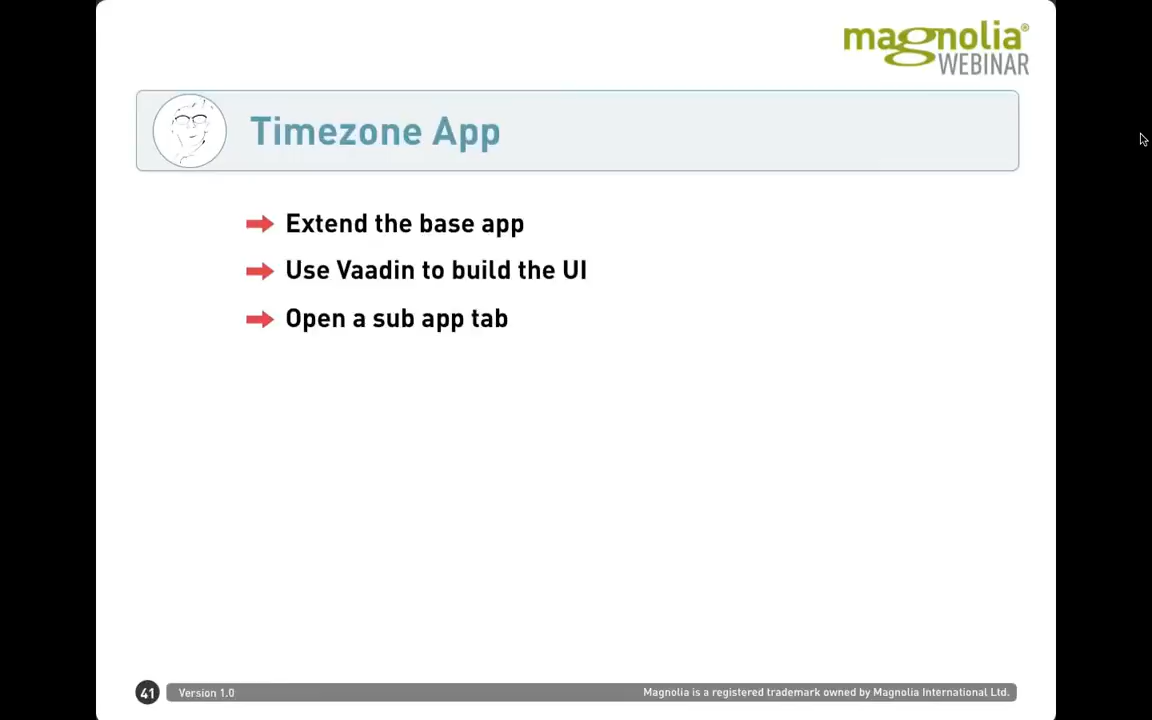 magnolia®
WEBINAR
Timezone App
Extend the base app
Use Vaadin to build the UI
Open a sub app tab
41 Version 1.0 Magnolia is a registered trademark owned by Magnolia International Ltd.